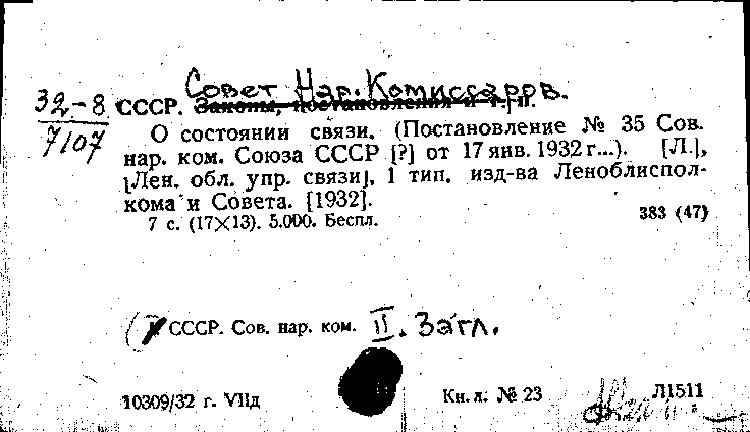 Совет Нар. Комиссаров.
32-8 СССР. Законы, постановления и т. п.
7107
О состоянии связи. (Постановление № 35 Сов.
нар. ком. Союза СССР [?] от 17 янв. 1932 г...). [Л.],
[Лен. обл. упр. связи], 1 тип. изд-ва Леноблиспол-
кома и Совета. [1932].
7 с. (17×13). 5.000. Беспл. 383 (47)
СССР. Сов. нар. ком. II. Загл.
10309/32 г. VIIд Кн. л. № 23 Л1511